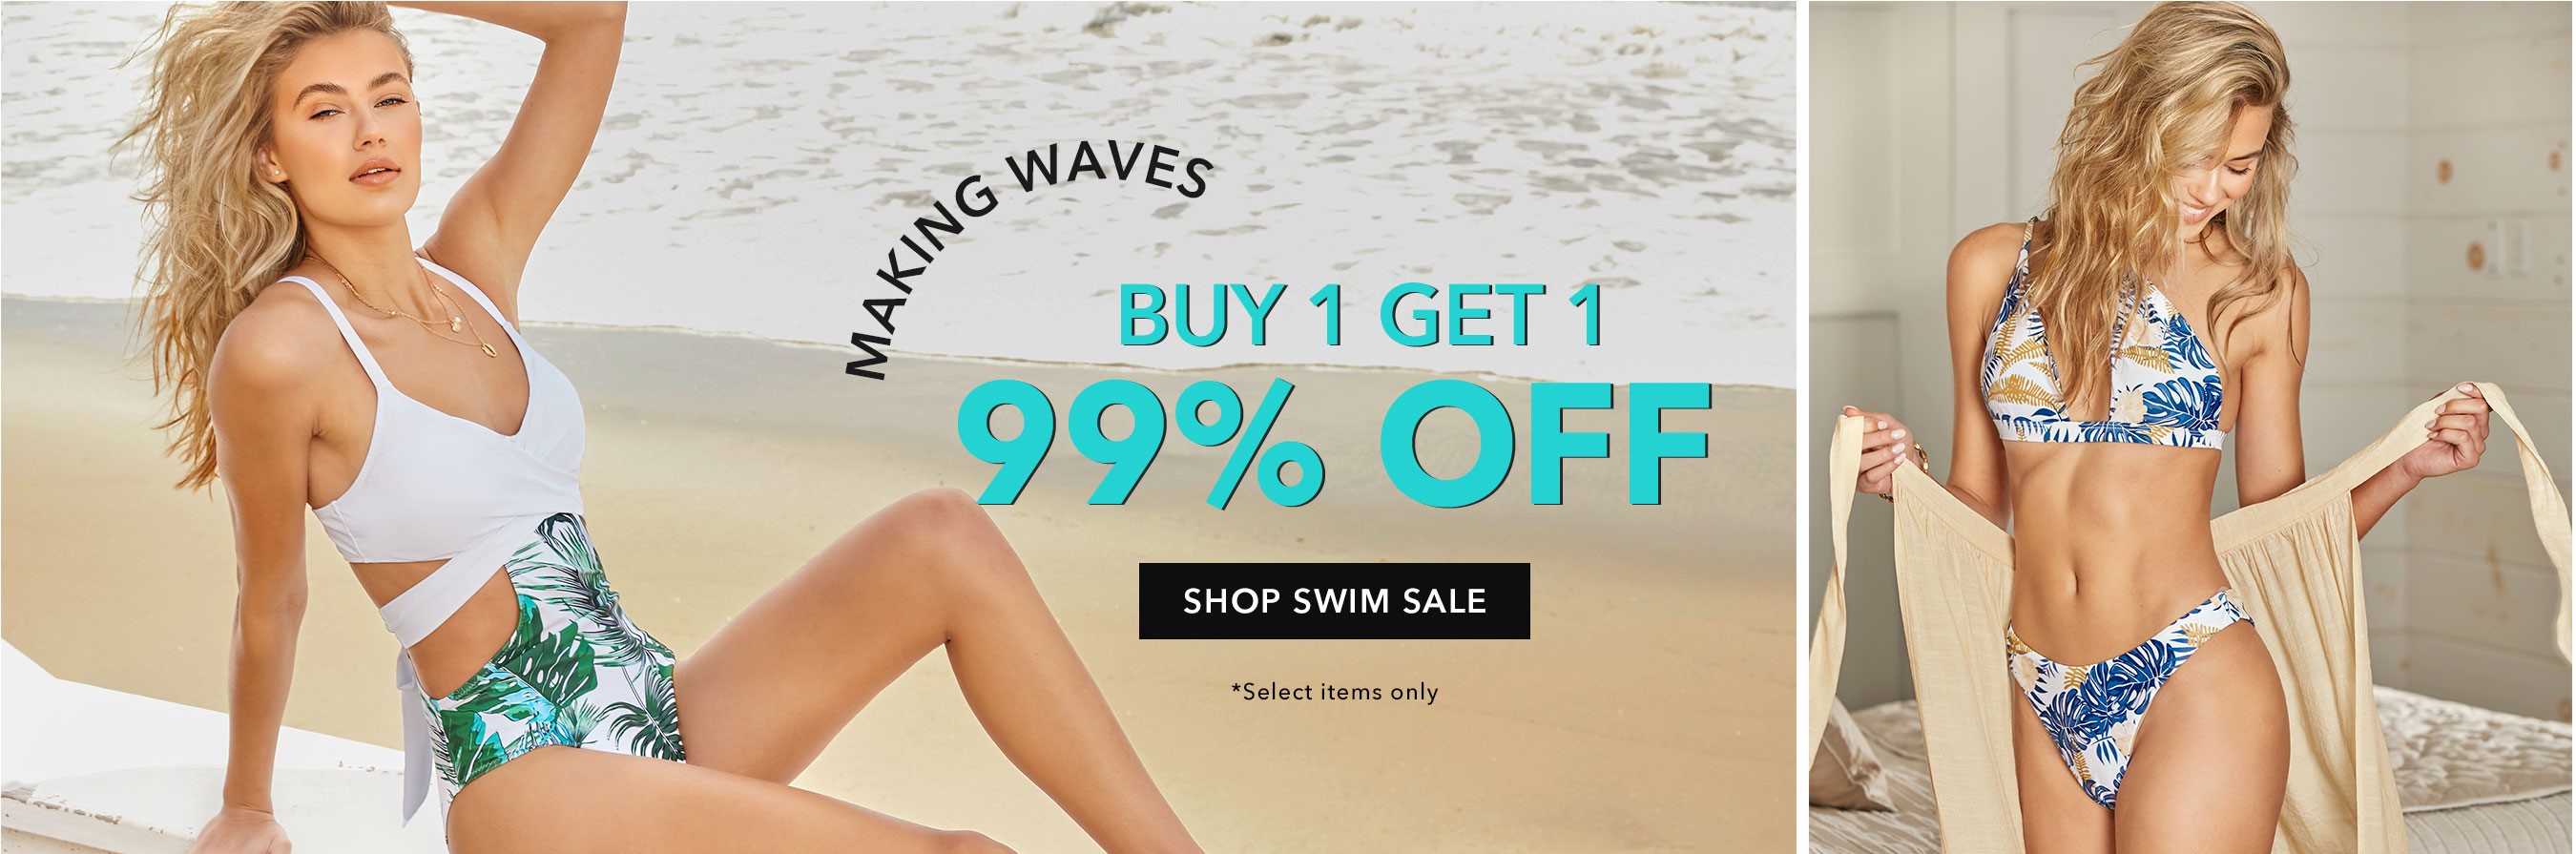 MAKING WAVES
BUY 1 GET 1
99% OFF
SHOP SWIM SALE
*Select items only